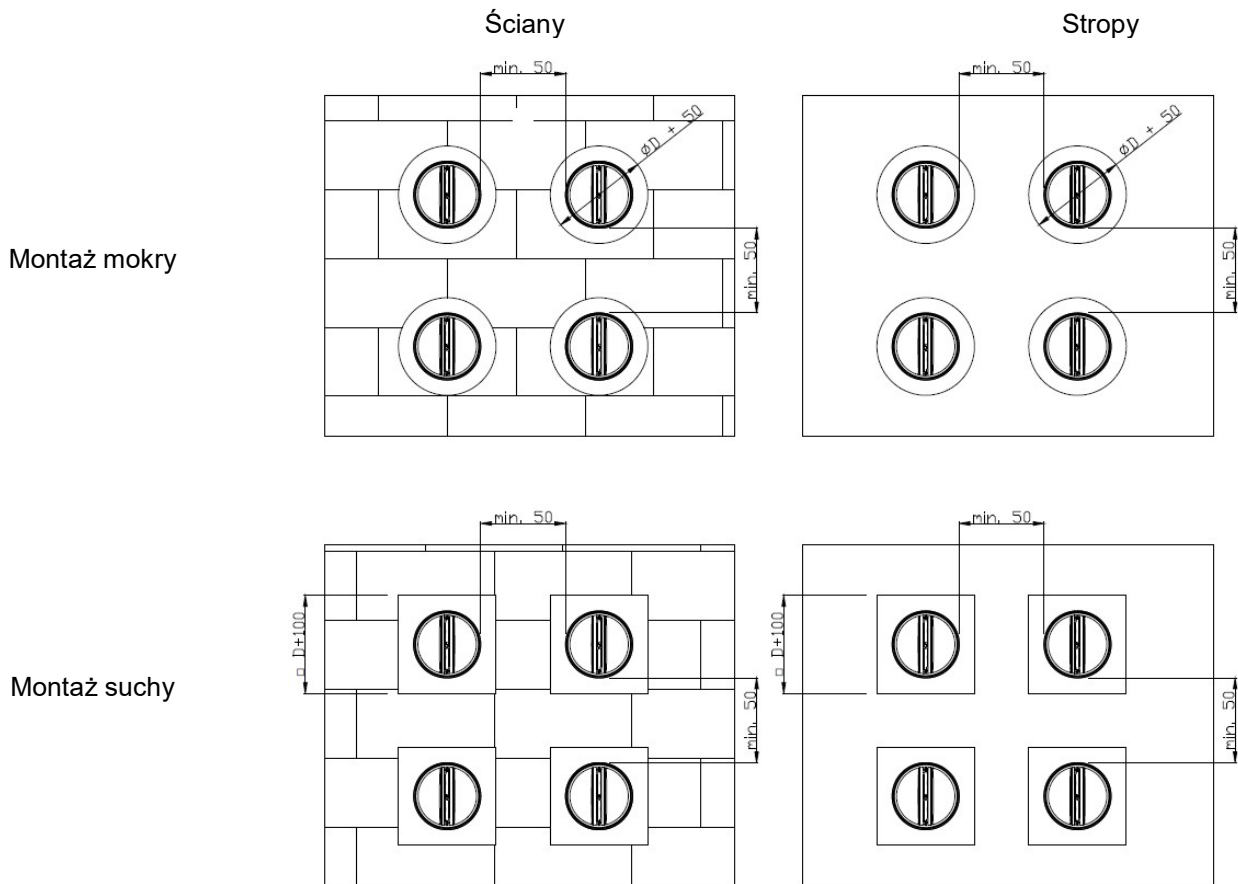 Ściany
Stropy
min. 50
min. 50
ØD + 50
ØD + 50
min. 50
min. 50
Montaż mokry
min. 50
min. 50
□ D+100
□ D+100
min. 50
min. 50
Montaż suchy